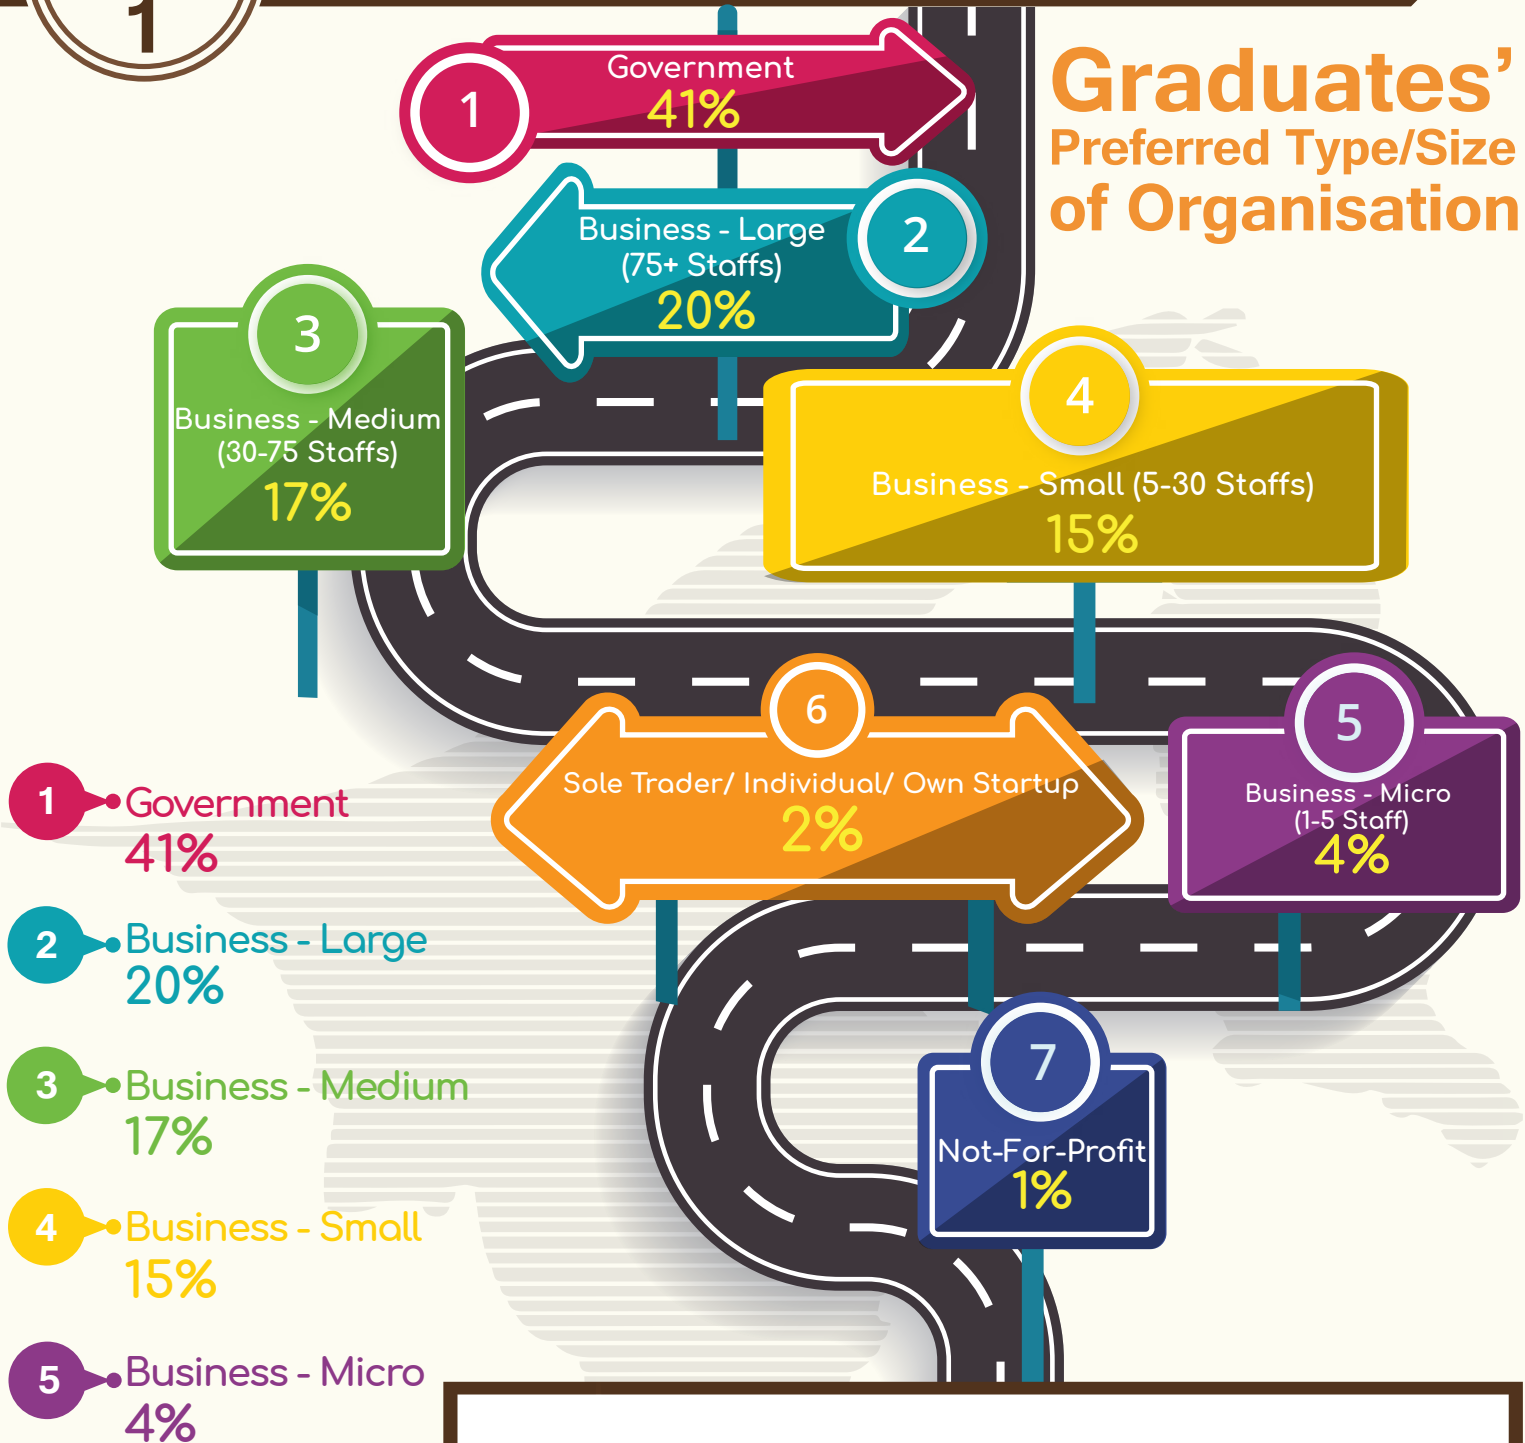 1
Graduates’
Preferred Type/Size
of Organisation
1
Government
41%
2
Business - Large
(75+ Staffs)
20%
3
Business - Medium
(30-75 Staffs)
17%
4
Business - Small (5-30 Staffs)
15%
5
Business - Micro
(1-5 Staff)
4%
6
Sole Trader/ Individual/ Own Startup
2%
7
Not-For-Profit
1%
1
Government
41%
2
Business - Large
20%
3
Business - Medium
17%
4
Business - Small
15%
5
Business - Micro
4%